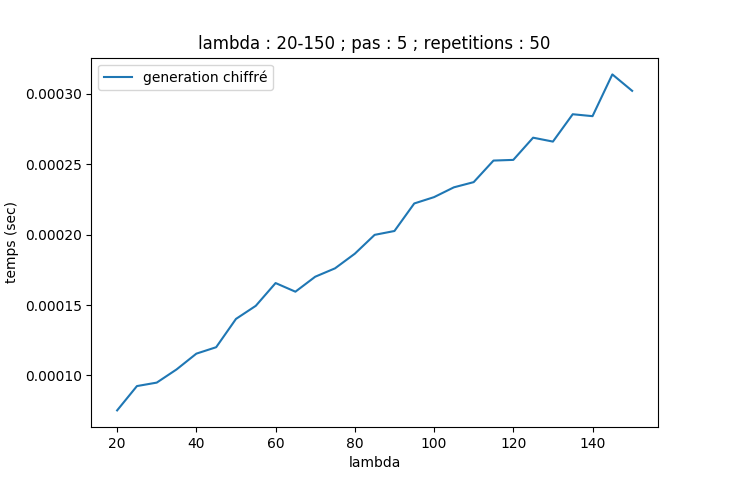 lambda : 20-150 ; pas : 5 ; repetitions : 50
generation chiffré
0.00030
0.00025
0.00020
0.00015
0.00010
temps (sec)
20 40 60 80 100 120 140
lambda